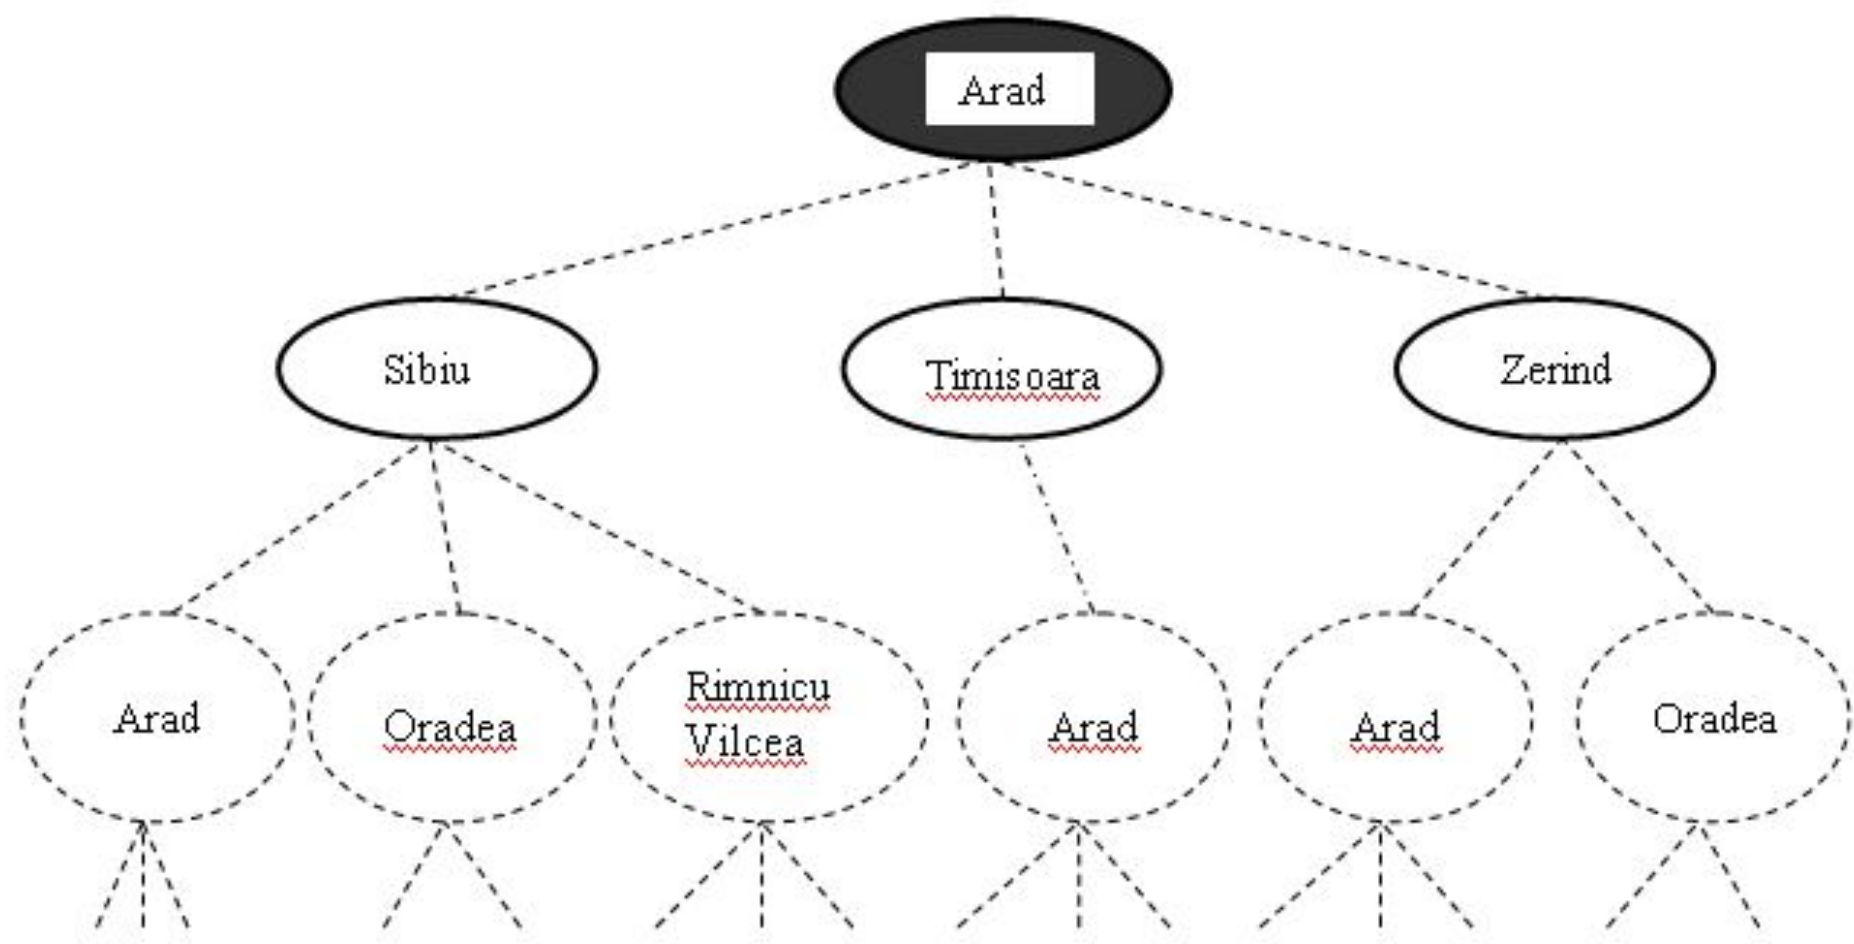 Arad
Sibiu
Timisoara
Zerind
Arad
Oradea
Rimnicu
Vilcea
Arad
Arad
Oradea